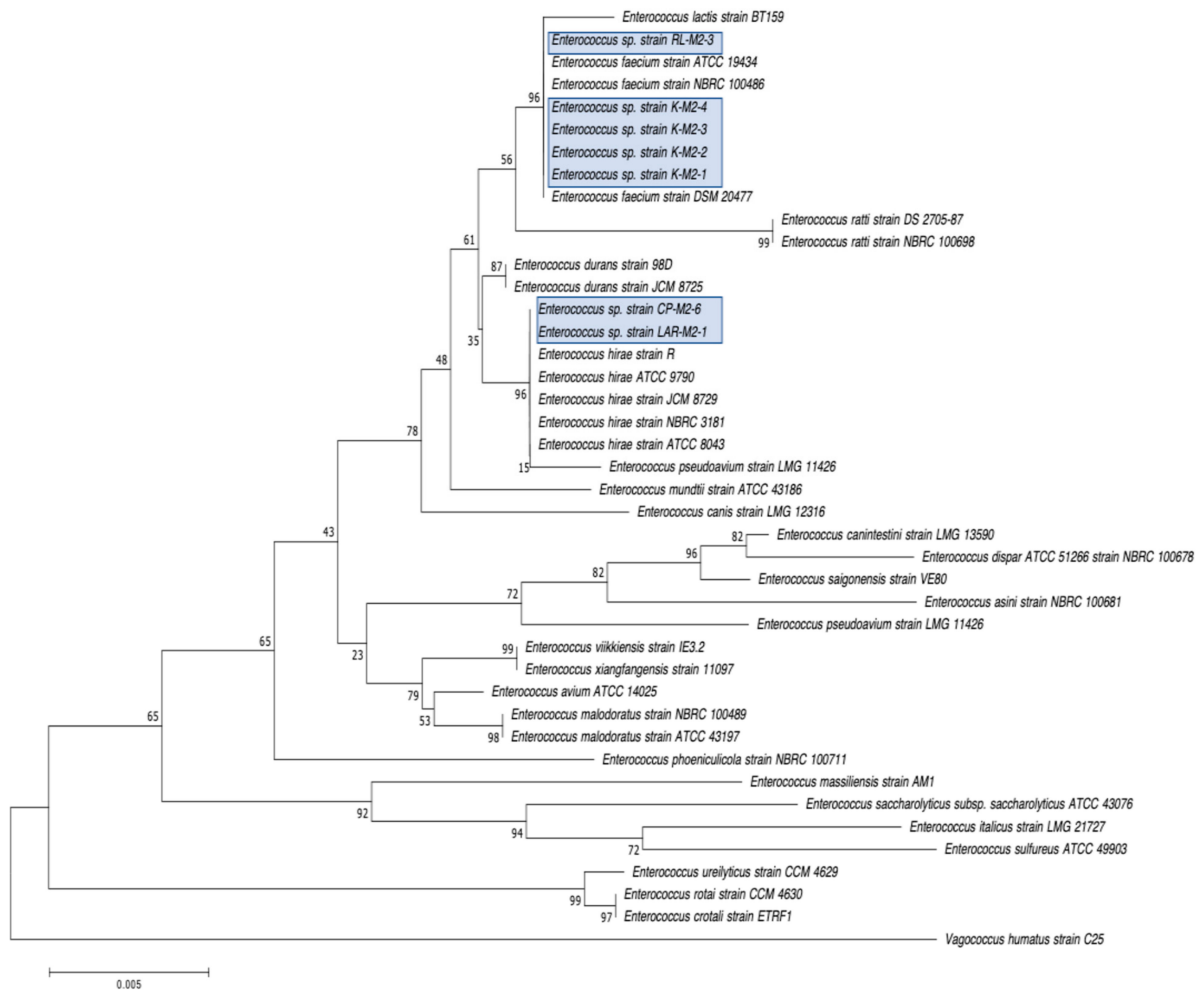 Enterococcus lactis strain BT159
Enterococcus sp. strain RL-M2-3
Enterococcus faecium strain ATCC 19434
Enterococcus faecium strain NBRC 100486
96
Enterococcus sp. strain K-M2-4
Enterococcus sp. strain K-M2-3
Enterococcus sp. strain K-M2-2
56
Enterococcus sp. strain K-M2-1
Enterococcus faecium strain DSM 20477
Enterococcus ratti strain DS 2705-87
61
99
Enterococcus ratti strain NBRC 100698
87
Enterococcus durans strain 98D
Enterococcus durans strain JCM 8725
Enterococcus sp. strain CP-M2-6
Enterococcus sp. strain LAR-M2-1
35
Enterococcus hirae strain R
48
Enterococcus hirae ATCC 9790
96
Enterococcus hirae strain JCM 8729
Enterococcus hirae strain NBRC 3181
78
Enterococcus hirae strain ATCC 8043
15
Enterococcus pseudoavium strain LMG 11426
Enterococcus mundtii strain ATCC 43186
Enterococcus canis strain LMG 12316
43
82
Enterococcus canintestini strain LMG 13590
96
Enterococcus dispar ATCC 51266 strain NBRC 100678
82
Enterococcus saigonensis strain VE80
72
Enterococcus asini strain NBRC 100681
Enterococcus pseudoavium strain LMG 11426
65
99
Enterococcus viikkiensis strain IE3.2
23
Enterococcus xiangfangensis strain 11097
79
Enterococcus avium ATCC 14025
65
53
Enterococcus malodoratus strain NBRC 100489
98
Enterococcus malodoratus strain ATCC 43197
Enterococcus phoeniculicola strain NBRC 100711
Enterococcus massiliensis strain AM1
92
Enterococcus saccharolyticus subsp. saccharolyticus ATCC 43076
94
Enterococcus italicus strain LMG 21727
72
Enterococcus sulfureus ATCC 49903
Enterococcus ureilyticus strain CCM 4629
99
Enterococcus rotai strain CCM 4630
97
Enterococcus crotali strain ETRF1
Vagococcus humatus strain C25
0.005